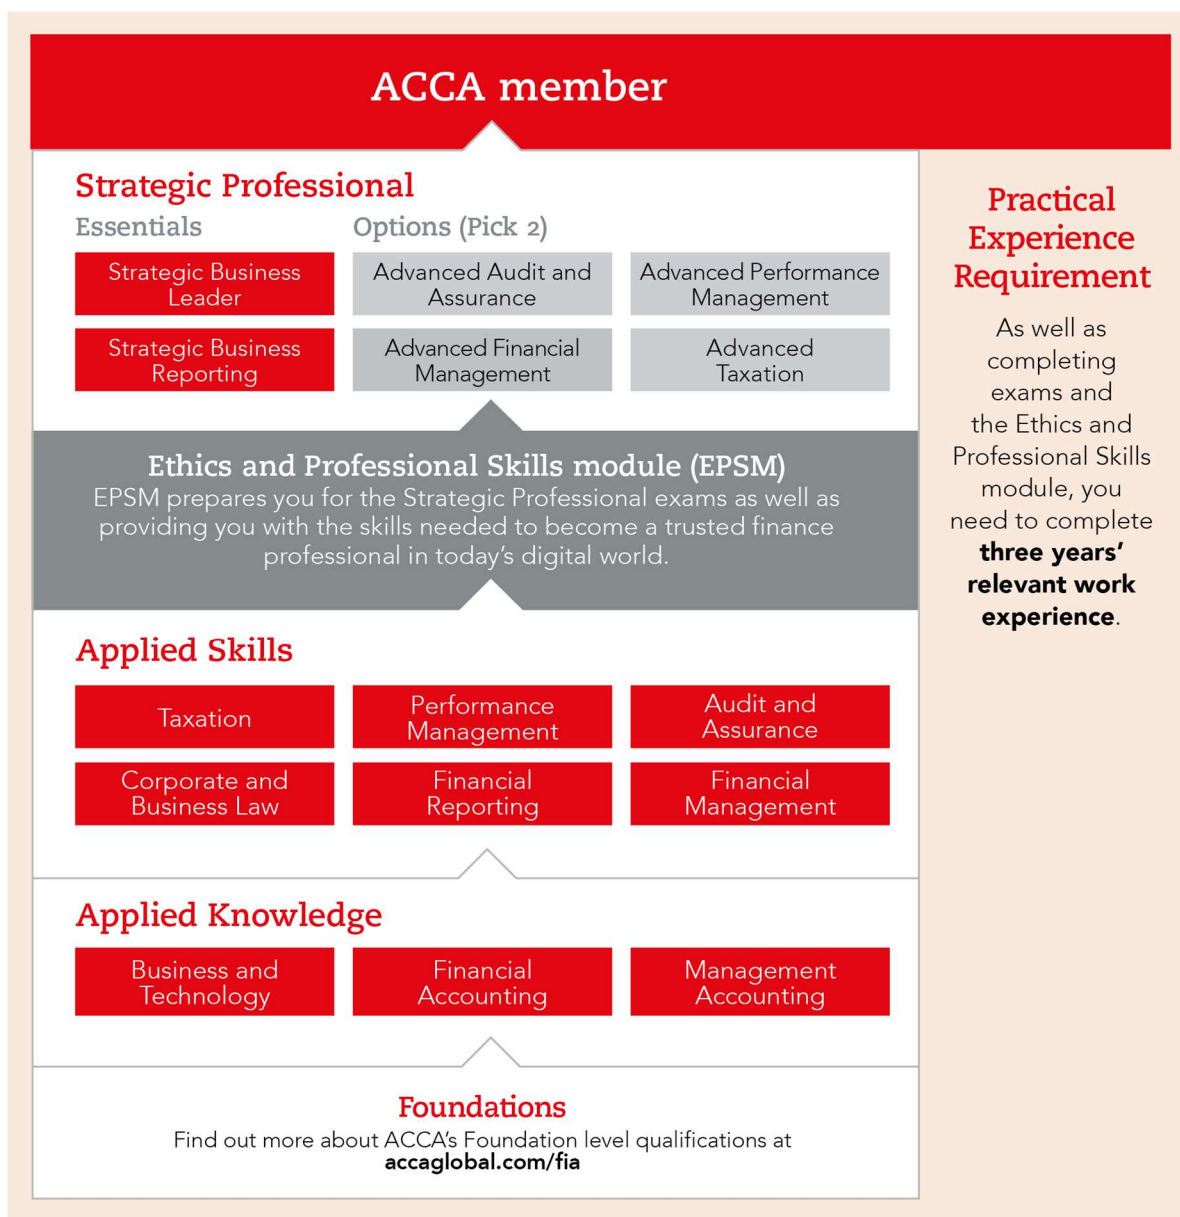 ACCA member
Strategic Professional
Essentials
Options (Pick 2)
Strategic Business
Leader
Advanced Audit and
Assurance
Advanced Performance
Management
Strategic Business
Reporting
Advanced Financial
Management
Advanced
Taxation
Ethics and Professional Skills module (EPSM)
EPSM prepares you for the Strategic Professional exams as well as
providing you with the skills needed to become a trusted finance
professional in today’s digital world.
Applied Skills
Taxation
Performance
Management
Audit and
Assurance
Corporate and
Business Law
Financial
Reporting
Financial
Management
Applied Knowledge
Business and
Technology
Financial
Accounting
Management
Accounting
Foundations
Find out more about ACCA’s Foundation level qualifications at
accaglobal.com/fia
Practical
Experience
Requirement
As well as
completing
exams and
the Ethics and
Professional Skills
module, you
need to complete
three years’
relevant work
experience.